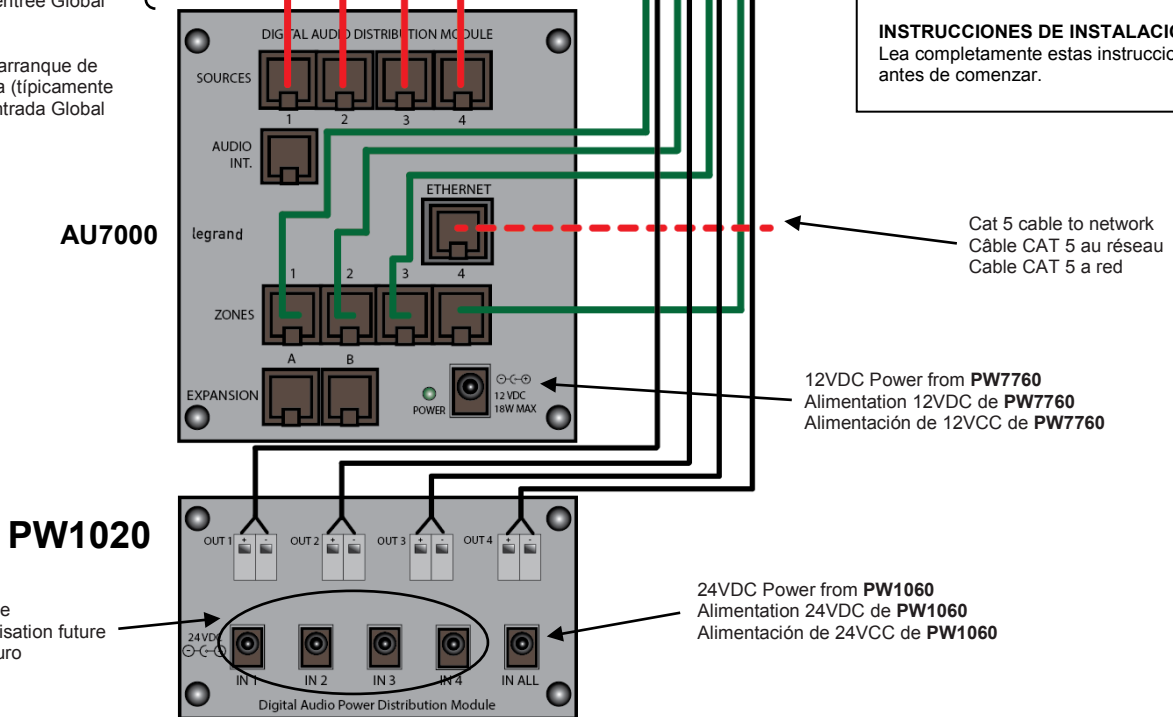 entrée Global
arranque de
a (típicamente
ntrada Global
INSTRUCCIONES DE INSTALACIÓ
Lea completamente estas instruccio
antes de comenzar.
DIGITAL AUDIO DISTRIBUTION MODULE
SOURCES
1 2 3 4
AUDIO
INT.
ETHERNET
AU7000
legrand
Cat 5 cable to network
Câble CAT 5 au réseau
Cable CAT 5 a red
1 2 3 4
ZONES
A B
EXPANSION
POWER
12 VDC
18W MAX
12VDC Power from PW7760
Alimentation 12VDC de PW7760
Alimentación de 12VCC de PW7760
PW1020
OUT 1 + - OUT 2 + - OUT 3 + - OUT 4 + -
24VDC Power from PW1060
Alimentation 24VDC de PW1060
Alimentación de 24VCC de PW1060
e
isation future
uro
24 VDC
IN 1 IN 2 IN 3 IN 4 IN ALL
Digital Audio Power Distribution Module